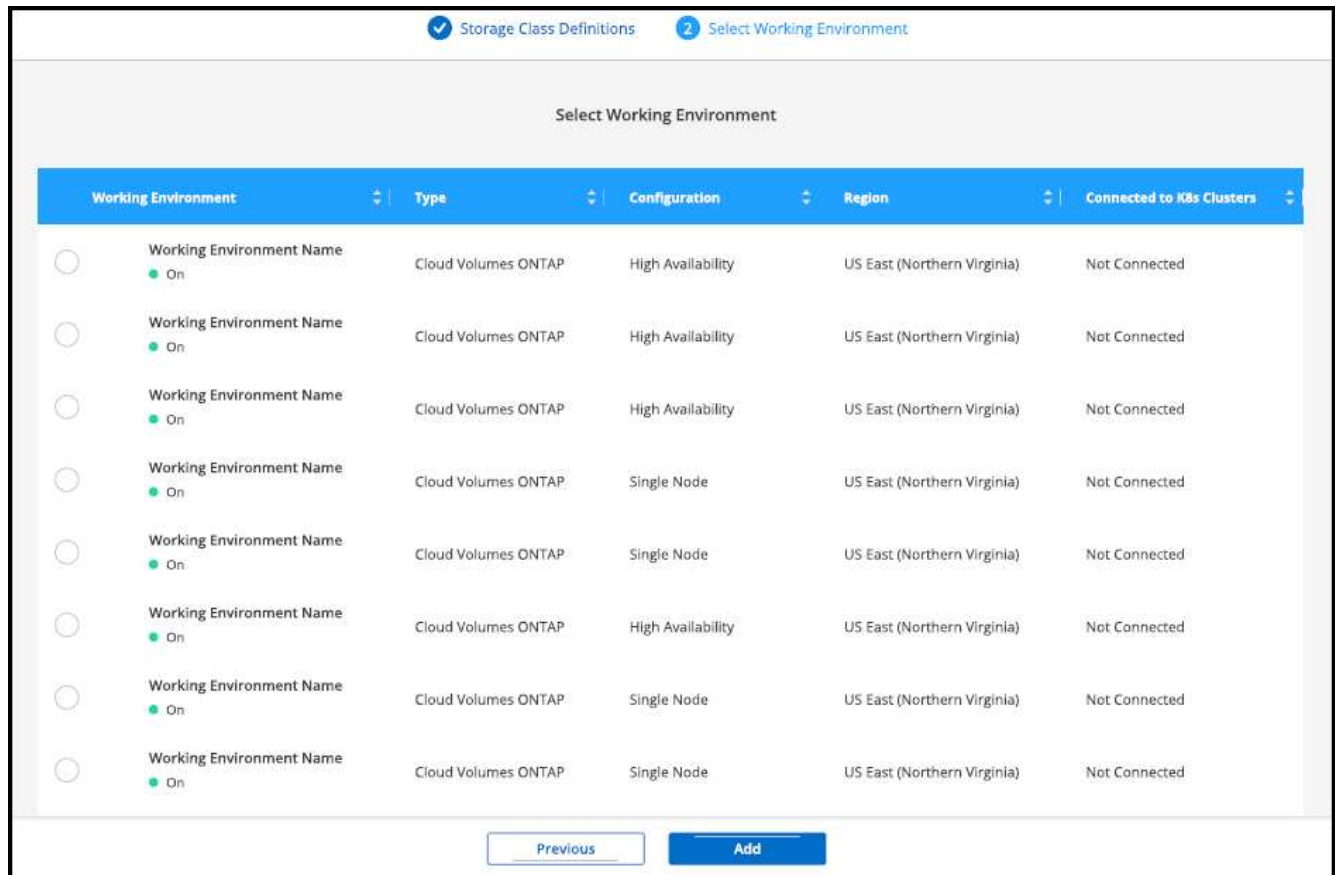 Storage Class Definitions 2 Select Working Environment
Select Working Environment
Working Environment Type Configuration Region Connected to K8s Clusters
Working Environment Name
On
Cloud Volumes ONTAP High Availability US East (Northern Virginia) Not Connected
Working Environment Name
On
Cloud Volumes ONTAP High Availability US East (Northern Virginia) Not Connected
Working Environment Name
On
Cloud Volumes ONTAP High Availability US East (Northern Virginia) Not Connected
Working Environment Name
On
Cloud Volumes ONTAP Single Node US East (Northern Virginia) Not Connected
Working Environment Name
On
Cloud Volumes ONTAP Single Node US East (Northern Virginia) Not Connected
Working Environment Name
On
Cloud Volumes ONTAP High Availability US East (Northern Virginia) Not Connected
Working Environment Name
On
Cloud Volumes ONTAP Single Node US East (Northern Virginia) Not Connected
Working Environment Name
On
Cloud Volumes ONTAP Single Node US East (Northern Virginia) Not Connected
Previous Add